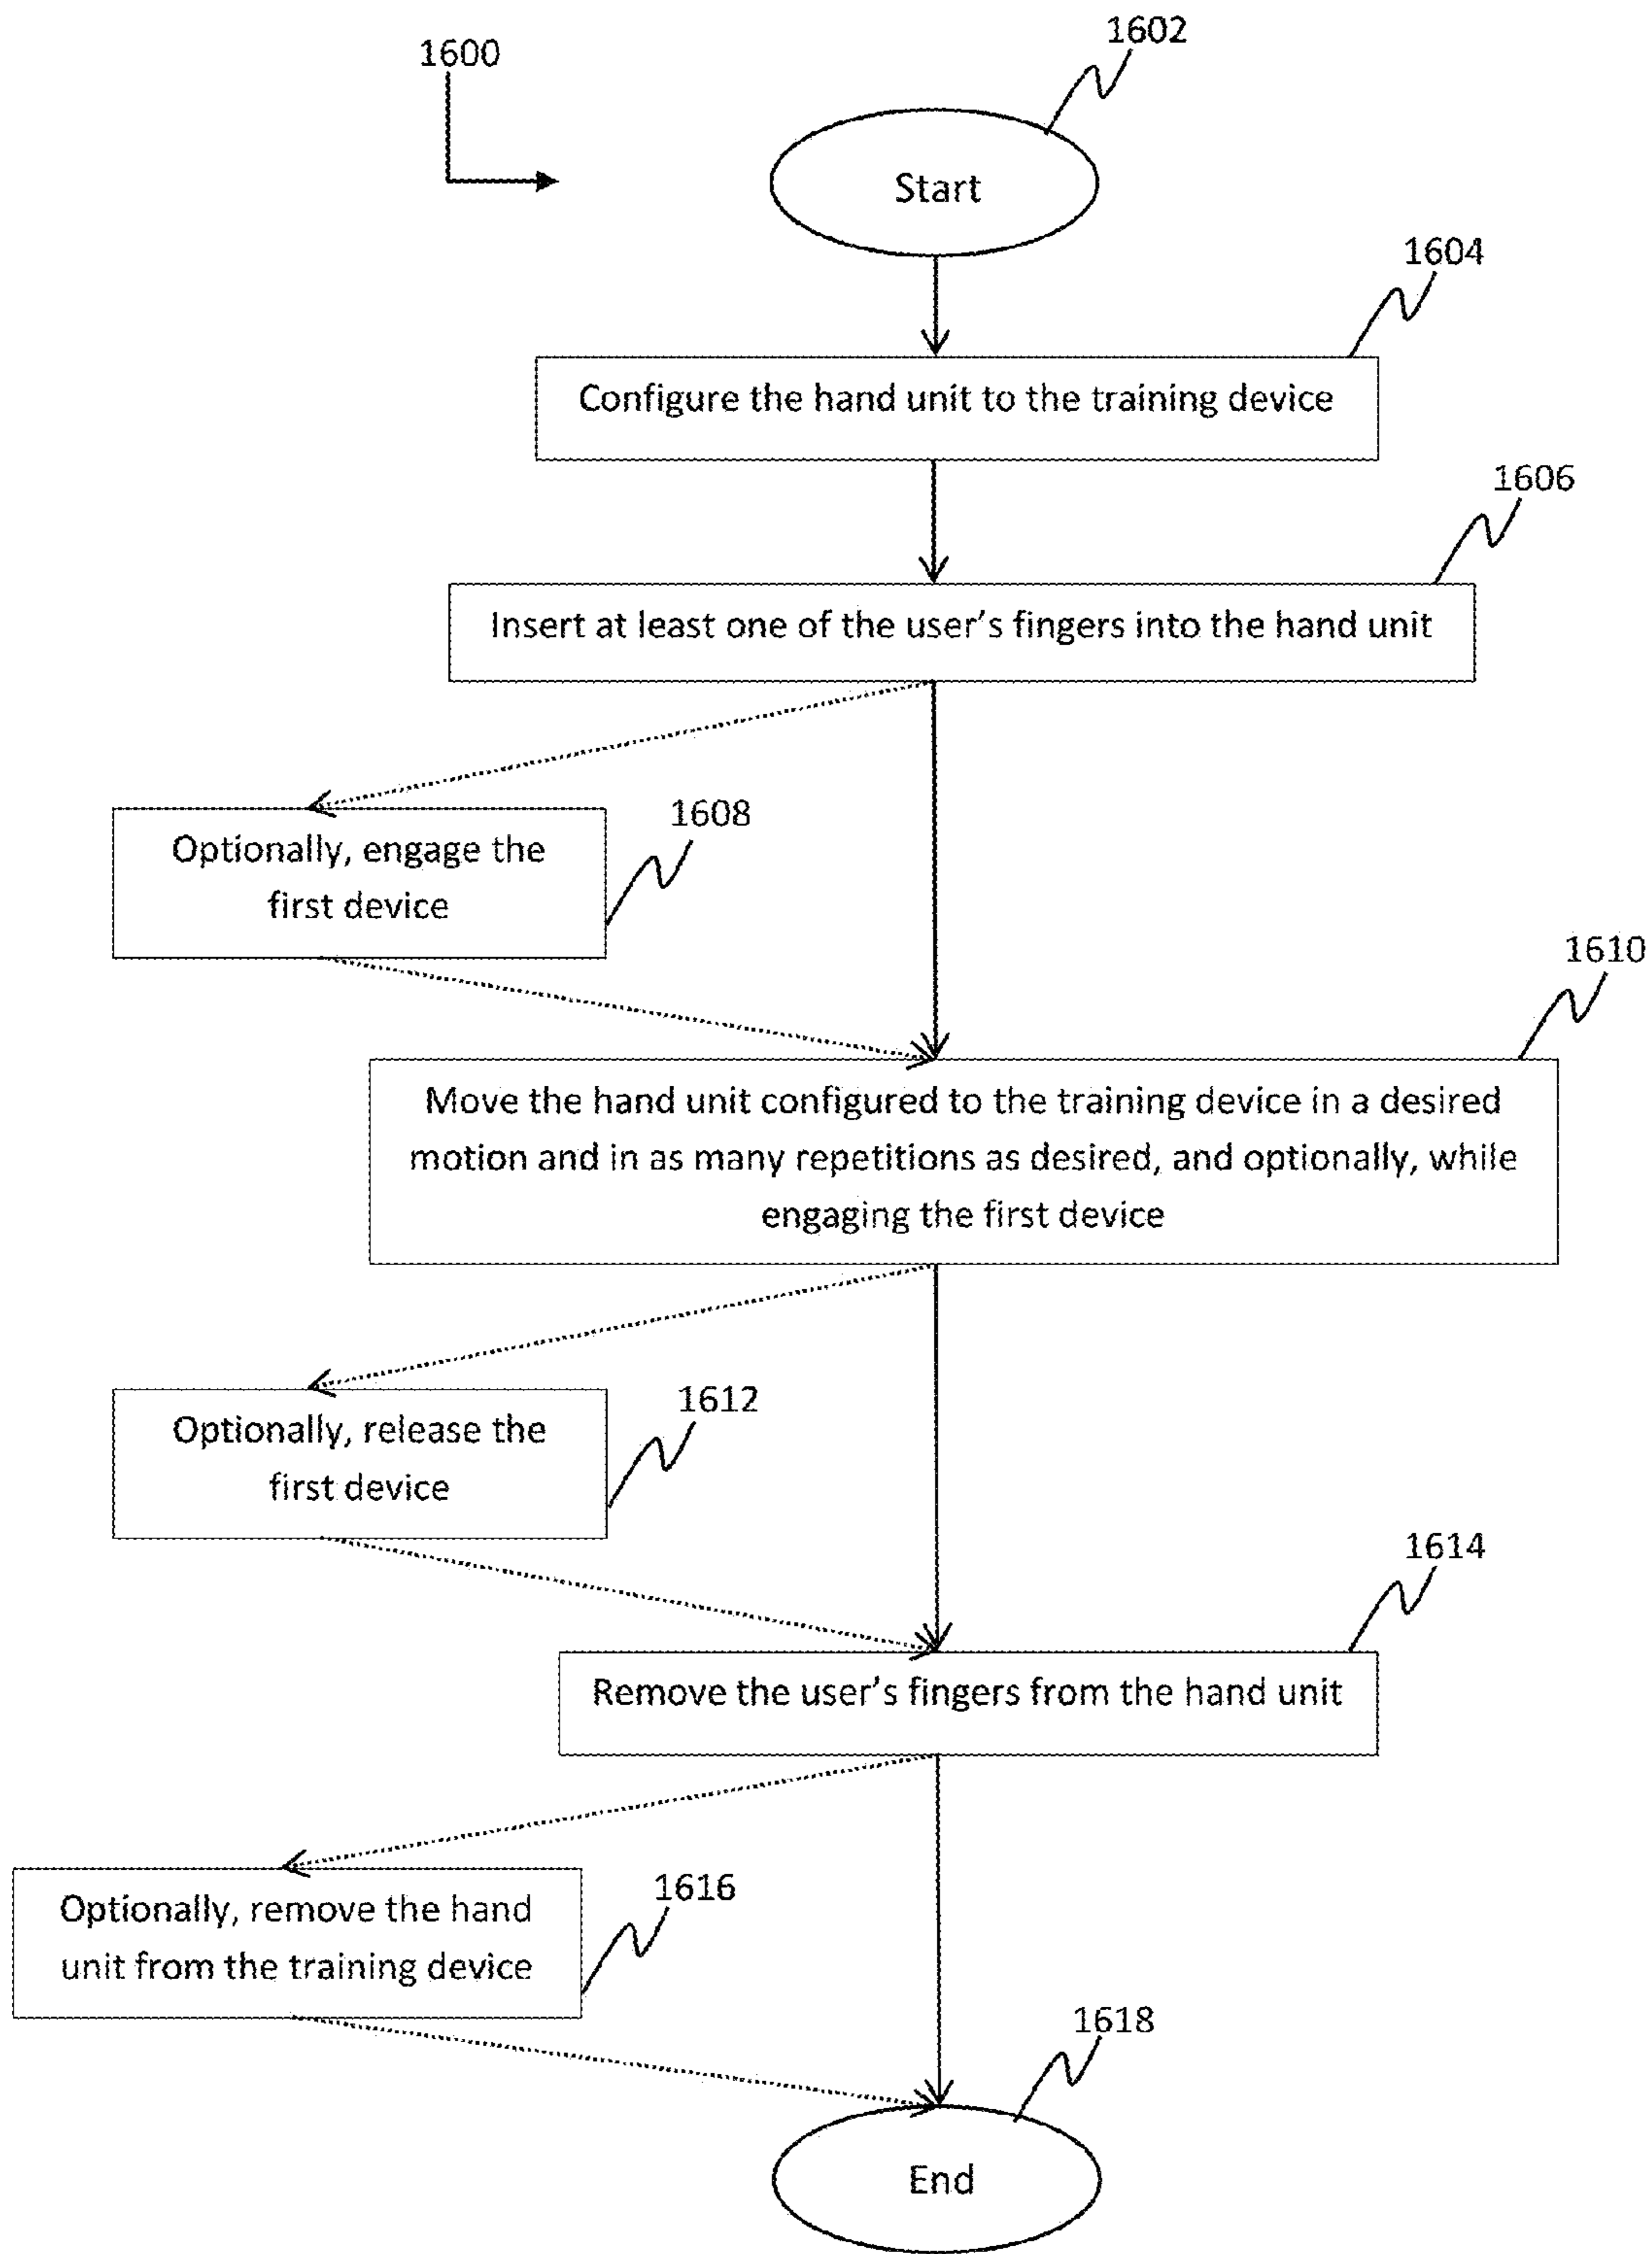 1602
1600
Start
1604
Configure the hand unit to the training device
1606
Insert at least one of the user's fingers into the hand unit
1608
Optionally, engage the
first device
1610
Move the hand unit configured to the training device in a desired
motion and in as many repetitions as desired, and optionally, while
engaging the first device
1612
Optionally, release the
first device
1614
Remove the user's fingers from the hand unit
1616
Optionally, remove the hand
unit from the training device
1618
End